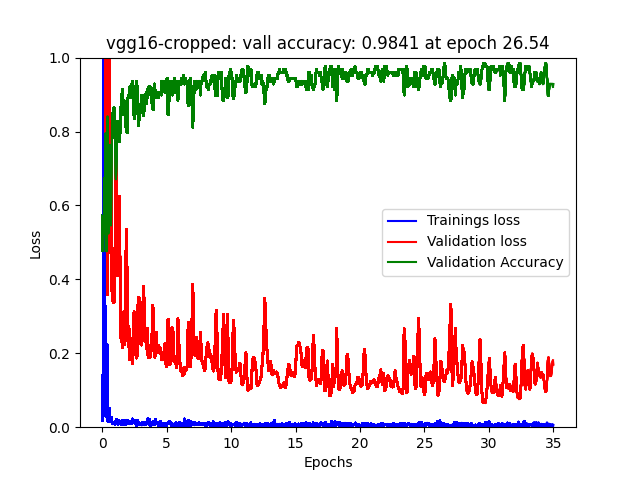 vgg16-cropped: vall accuracy: 0.9841 at epoch 26.54
1.0
0.8
0.6
0.4
0.2
0.0
Loss
Trainings loss
Validation loss
Validation Accuracy
0 5 10 15 20 25 30 35
Epochs